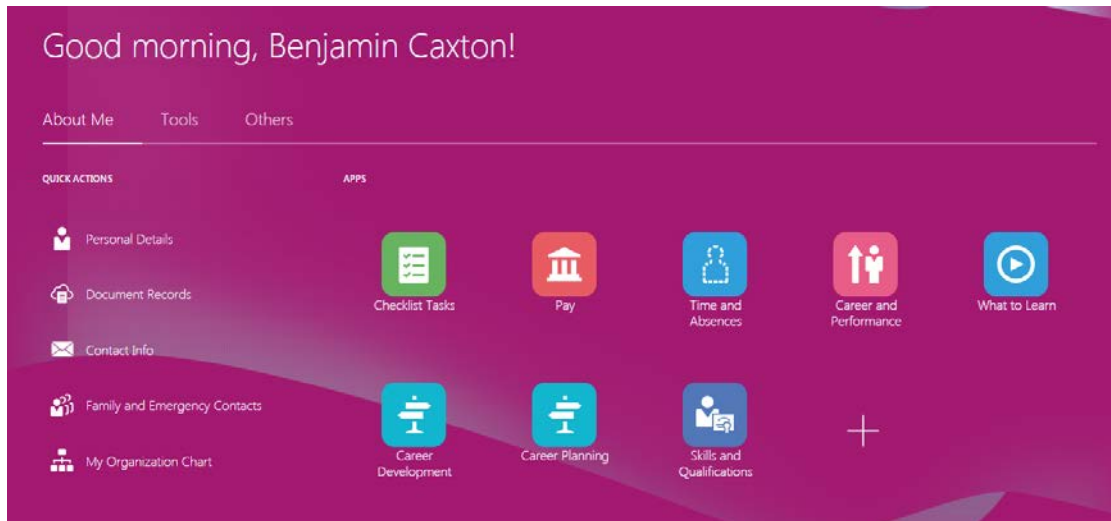 Good morning, Benjamin Caxton!
About Me Tools Others
QUICK ACTIONS
Personal Details
Document Records
Contact Info
Family and Emergency Contacts
My Organization Chart
APPS
Checklist Tasks
Pay
Time and
Absences
Career and
Performance
What to Learn
Career
Development
Career Planning
Skills and
Qualifications